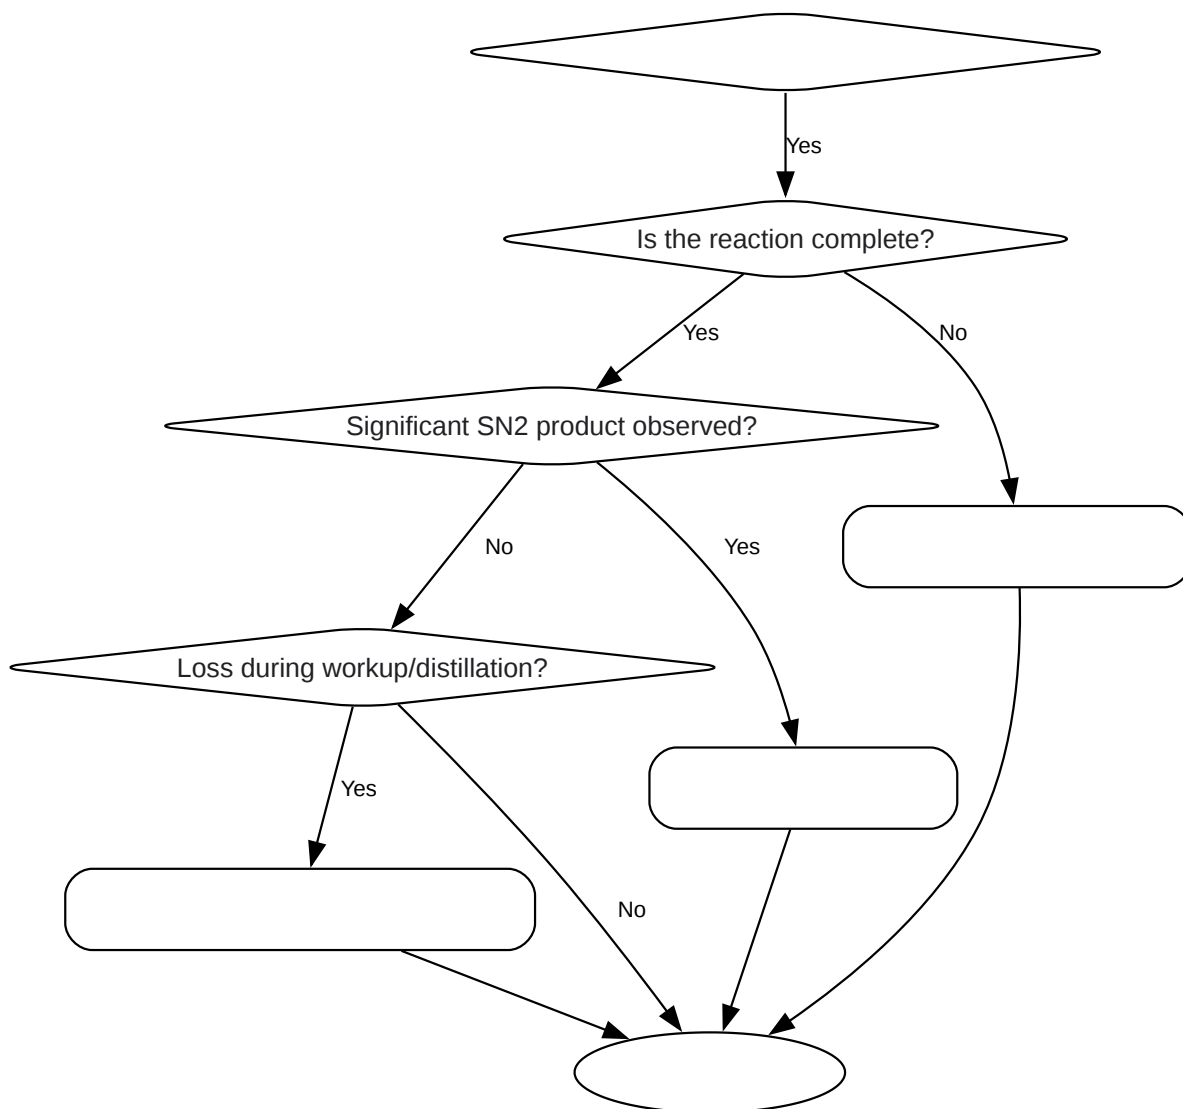 Yes
Is the reaction complete?
Yes
No
Significant SN2 product observed?
No
Yes
Loss during workup/distillation?
Yes
No